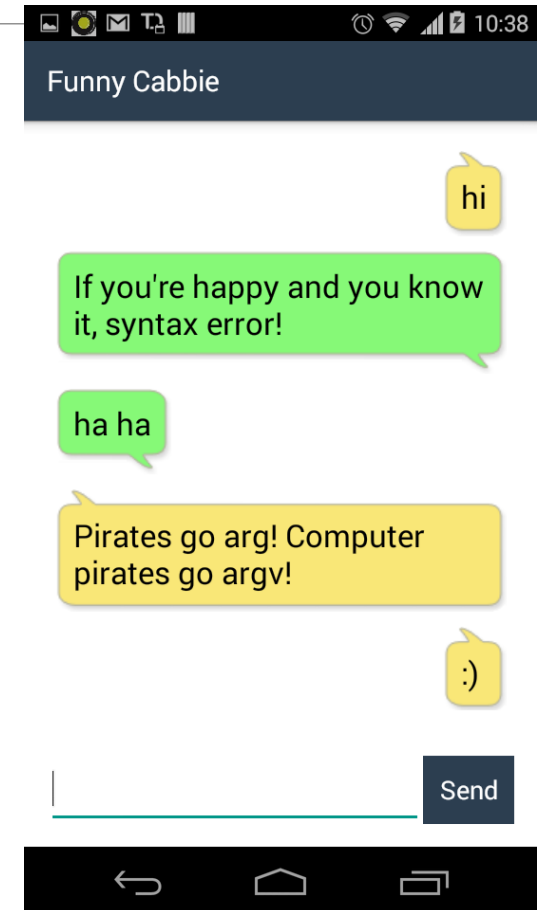 10:38
Funny Cabbie
hi
If you're happy and you know
it, syntax error!
ha ha
Pirates go arg! Computer
pirates go argv!
:)
Send